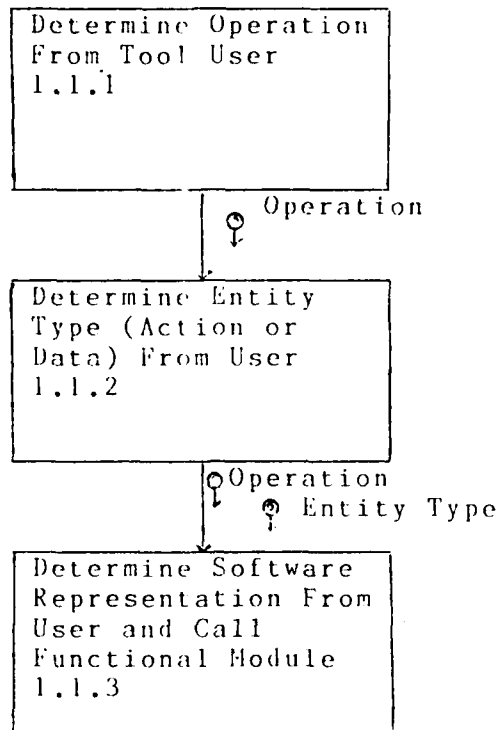 Determine Operation
From Tool User
1.1.1
Operation
Determine Entity
Type (Action or
Data) From User
1.1.2
Operation
Entity Type
Determine Software
Representation From
User and Call
Functional Module
1.1.3